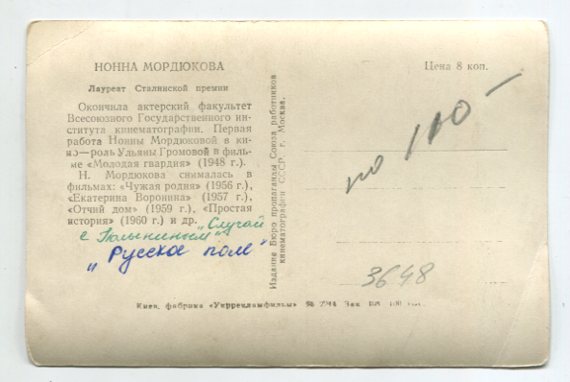 НОННА МОРДЮКОВА
Лауреат Сталинской премии
Окончила актерский факультет
Всесоюзного Государственного ин-
ститута кинематографии. Первая
работа Нонны Мордюковой в ки-
но—роль Ульяны Громовой в филь-
ме «Молодая гвардия» (1948 г.).
Н. Мордюкова снималась в
фильмах: «Чужая родня» (1956 г.),
«Екатерина Воронина» (1957 г.),
«Отчий дом» (1959 г.), «Простая
история» (1960 г.) и др. „Случай
с Полыниным"
„Русское поле"
Издание Бюро пропаганды Союза работников
кинематографии СССР. г. Москва.
Цена 8 коп.
по 110 —
3648
Киев. фабрика «Укррекламфильм» Зак